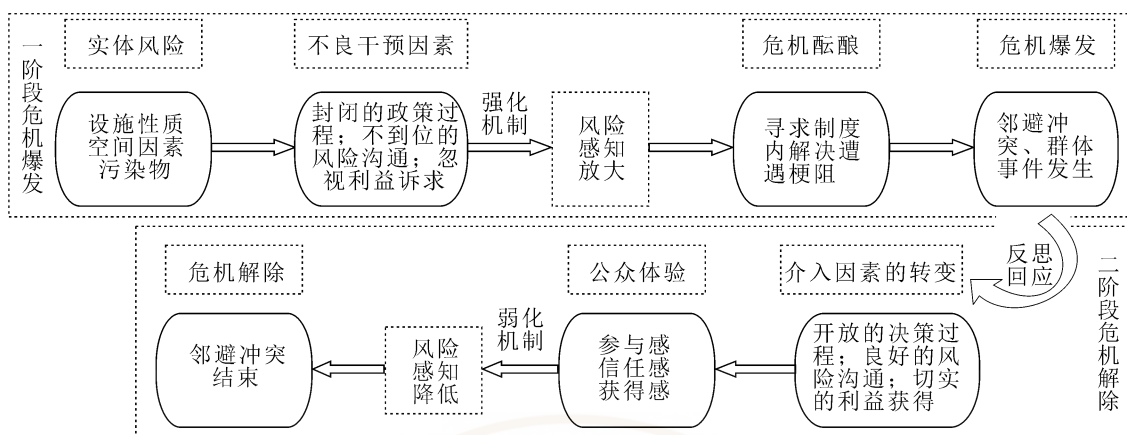 一阶段危机爆发
实体风险
不良干预因素
危机酝酿
危机爆发
设施性质
空间因素
污染物
封闭的政策过
程；不到位的
风险沟通；忽
视利益诉求
强化
机制
风险
感知
放大
寻求制度
内解决遭
遇梗阻
邻避冲
突、群体
事件发生
反思
回应
二阶段危机解除
介入因素的转变
公众体验
危机解除
开放的决策过
程；良好的风
险沟通；切实
的利益获得
参与感
信任感
获得感
弱化
机制
风险
感知
降低
邻避冲突
结束